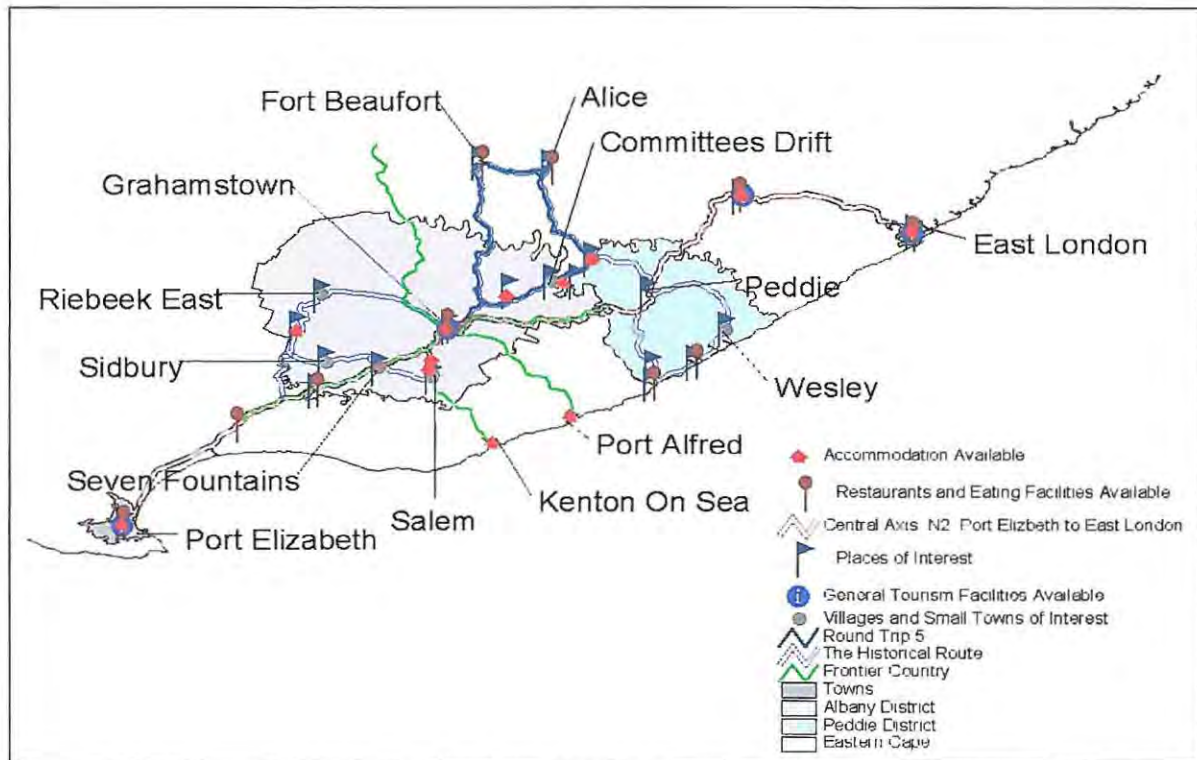 Fort Beaufort
Alice
Committees Drift
Grahamstown
East London
Riebeek East
Peddie
Sidbury
Wesley
Port Alfred
Seven Fountains
Kenton On Sea
Salem
Port Elizabeth
Accommodation Available
Restaurants and Eating Facilities Available
Central Axis N2 Port Elizbeth to East London
Places of Interest
i General Tourism Facilities Available
Villages and Small Towns of Interest
Round Trip 5
The Historical Route
Frontier Country
Towns
Albany District
Peddie District
Eastern Cape